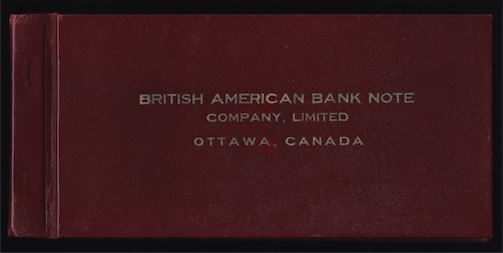 BRITISH AMERICAN BANK NOTE
COMPANY, LIMITED
OTTAWA, CANADA